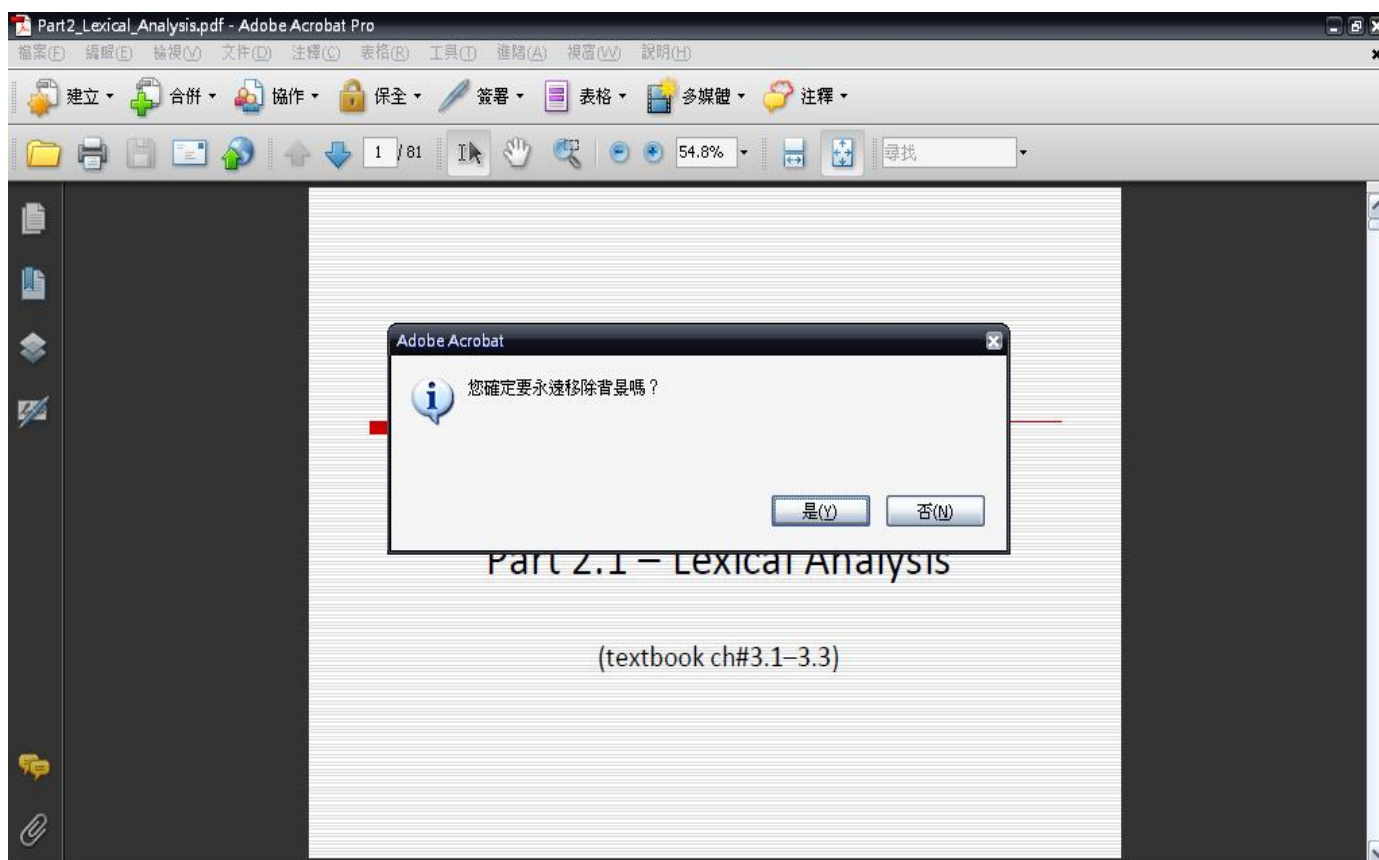 Part2_Lexical_Analysis.pdf - Adobe Acrobat Pro
檔案(F) 編輯(E) 檢視(V) 文件(D) 注釋(C) 表格(R) 工具(T) 進階(A) 視窗(W) 說明(H)
建立 合併 協作 保全 簽署 表格 多媒體 注釋
1 / 81 54.8% 尋找
Adobe Acrobat
您確定要永遠移除背景嗎？
是(Y) 否(N)
Part 2.1 – Lexical Analysis
(textbook ch#3.1–3.3)